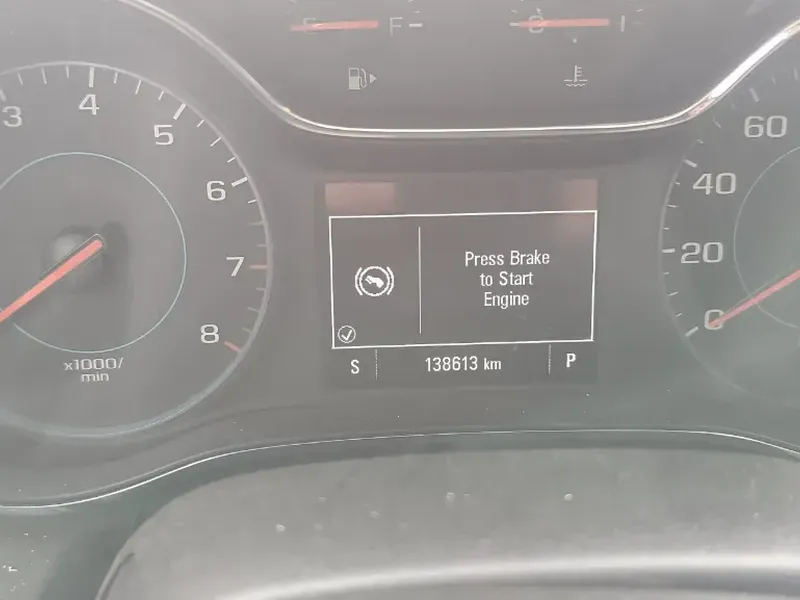 E F
C
3 4 5 6 7 8
x1000/
min
Press Brake
to Start
Engine
S 138613 km P
60
40
20
0